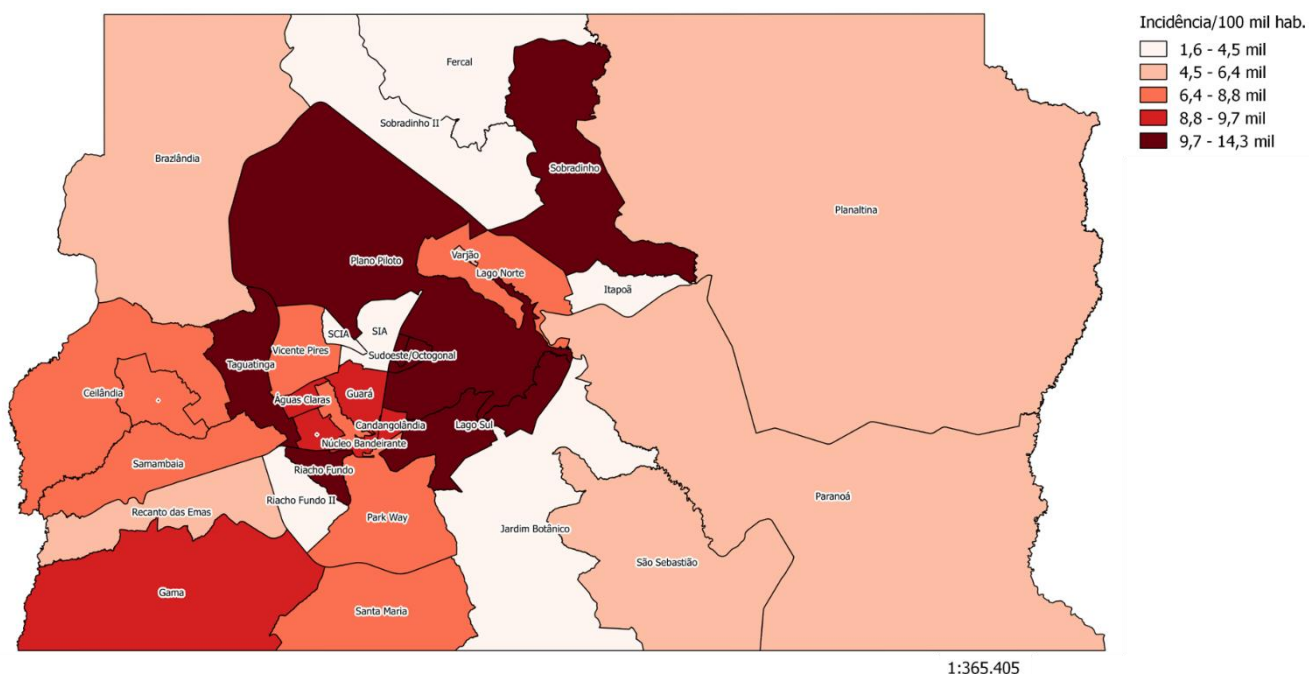 Incidência/100 mil hab.
1,6 - 4,5 mil
4,5 - 6,4 mil
6,4 - 8,8 mil
8,8 - 9,7 mil
9,7 - 14,3 mil
Fercal
Sobradinho II
Brazlândia
Sobradinho
Planaltina
Varjão
Plano Piloto
Lago Norte
Itapoã
SCIA
SIA
Vicente Pires
Sudoeste/Octogonal
Taguatinga
Ceilândia
Águas Claras
Guará
Candangolândia
Lago Sul
Núcleo Bandeirante
Samambaia
Riacho Fundo
Paranoá
Riacho Fundo II
Recanto das Emas
Park Way
Jardim Botânico
São Sebastião
Gama
Santa Maria
1:365.405